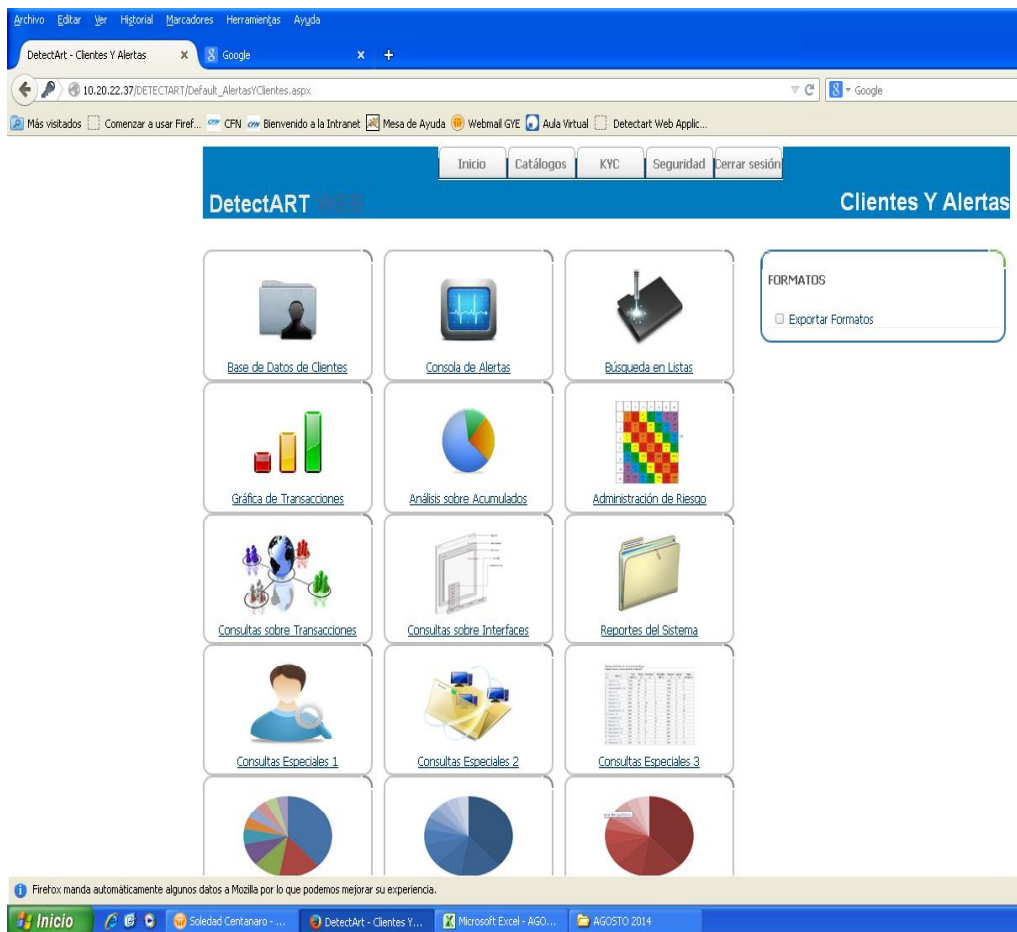 Archivo Editar Ver Historial Marcadores Herramientas Ayuda
DetectArt - Clientes Y Alertas
Google
10.20.22.37/DETECTART/Default_AlertasYClientes.aspx
Google
Más visitados Comenzar a usar Firef... CFN Bienvenido a la Intranet Mesa de Ayuda Webmail GYE Aula Virtual Detectart Web Applic...
Inicio Catálogos KYC Seguridad Cerrar sesión
DetectART WEB
Clientes Y Alertas
FORMATOS
Exportar Formatos
Base de Datos de Clientes
Consola de Alertas
Búsqueda en Listas
Gráfica de Transacciones
Análisis sobre Acumulados
Administración de Riesgo
Consultas sobre Transacciones
Consultas sobre Interfaces
Reportes del Sistema
Consultas Especiales 1
Consultas Especiales 2
Consultas Especiales 3
Firefox manda automáticamente algunos datos a Mozilla por lo que podemos mejorar su experiencia.
Inicio
Soledad Centanaro - ...
DetectArt - Clientes Y...
Microsoft Excel - AGO...
AGOSTO 2014